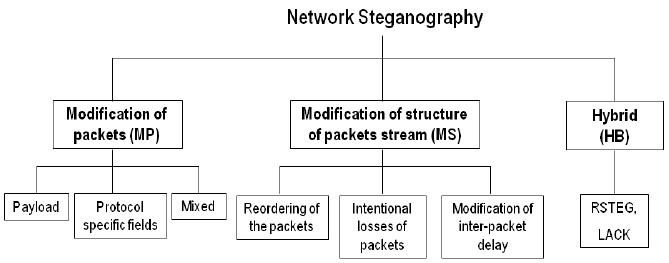 Network Steganography
Modification of
packets (MP)
Modification of structure
of packets stream (MS)
Hybrid
(HB)
Payload
Protocol
specific fields
Mixed
Reordering of
the packets
Intentional
losses of
packets
Modification of
inter-packet
delay
RSTEG,
LACK